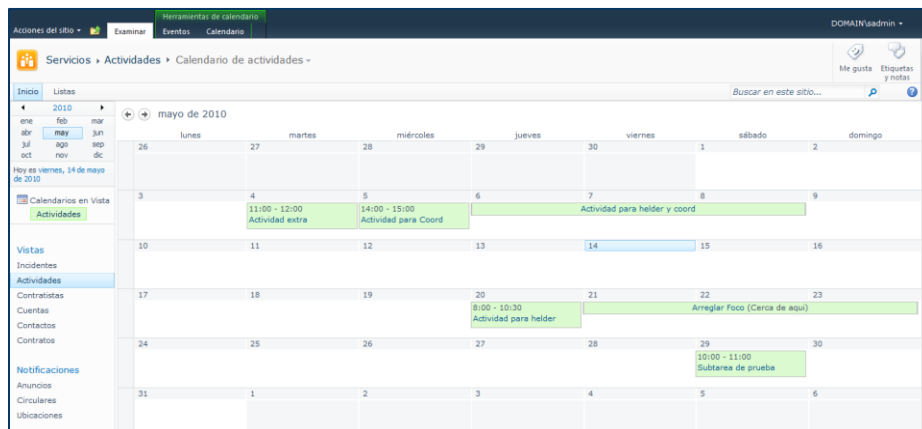 Herramientas de calendario
DOMAIN\sadmin
Acciones del sitio
Examinar Eventos Calendario
Servicios Actividades Calendario de actividades
Me gusta Etiquetas y notas
Inicio Listas
Buscar en este sitio...
2010
ene feb mar
abr may jun
jul ago sep
oct nov dic
Hoy es viernes, 14 de mayo de 2010
Calendarios en Vista
Actividades
Vistas
Incidentes
Actividades
Contratistas
Cuentas
Contactos
Contratos
Notificaciones
Anuncios
Circulares
Ubicaciones
mayo de 2010
lunes martes miércoles jueves viernes sábado domingo
26 27 28 29 30 1 2
3 4 5 6 7 8 9
11:00 - 12:00
Actividad extra
14:00 - 15:00
Actividad para Coord
Actividad para helder y coord
10 11 12 13 14 15 16
17 18 19 20 21 22 23
8:00 - 10:30
Actividad para helder
Arreglar Foco (Cerca de aqui)
24 25 26 27 28 29 30
10:00 - 11:00
Subtarea de prueba
31 1 2 3 4 5 6